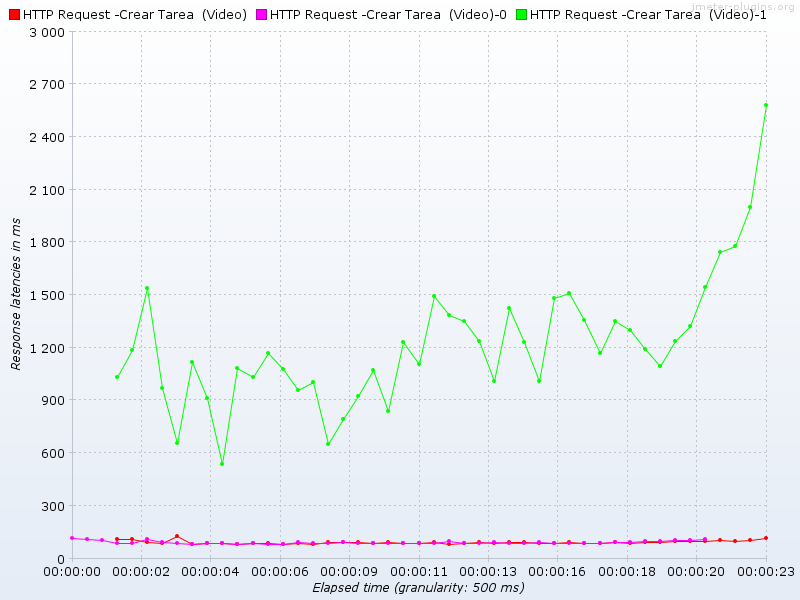 jmeter-plugins.org
HTTP Request -Crear Tarea (Video) HTTP Request -Crear Tarea (Video)-0 HTTP Request -Crear Tarea (Video)-1
3 000
2 700
2 400
2 100
1 800
1 500
1 200
900
600
300
0
Response latencies in ms
00:00:00 00:00:02 00:00:04 00:00:06 00:00:09 00:00:11 00:00:13 00:00:16 00:00:18 00:00:20 00:00:23
Elapsed time (granularity: 500 ms)